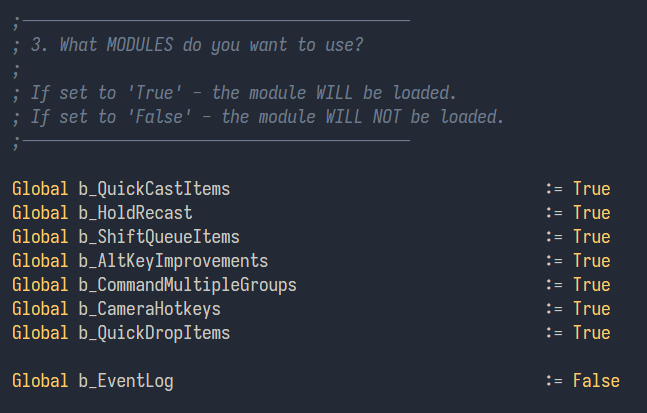 ;-----------------------------------------
; 3. What MODULES do you want to use?
;
; If set to 'True' - the module WILL be loaded.
; If set to 'False' - the module WILL NOT be loaded.
;-----------------------------------------
Global b_QuickCastItems := True
Global b_HoldRecast := True
Global b_ShiftQueueItems := True
Global b_AltKeyImprovements := True
Global b_CommandMultipleGroups := True
Global b_CameraHotkeys := True
Global b_QuickDropItems := True
Global b_EventLog := False